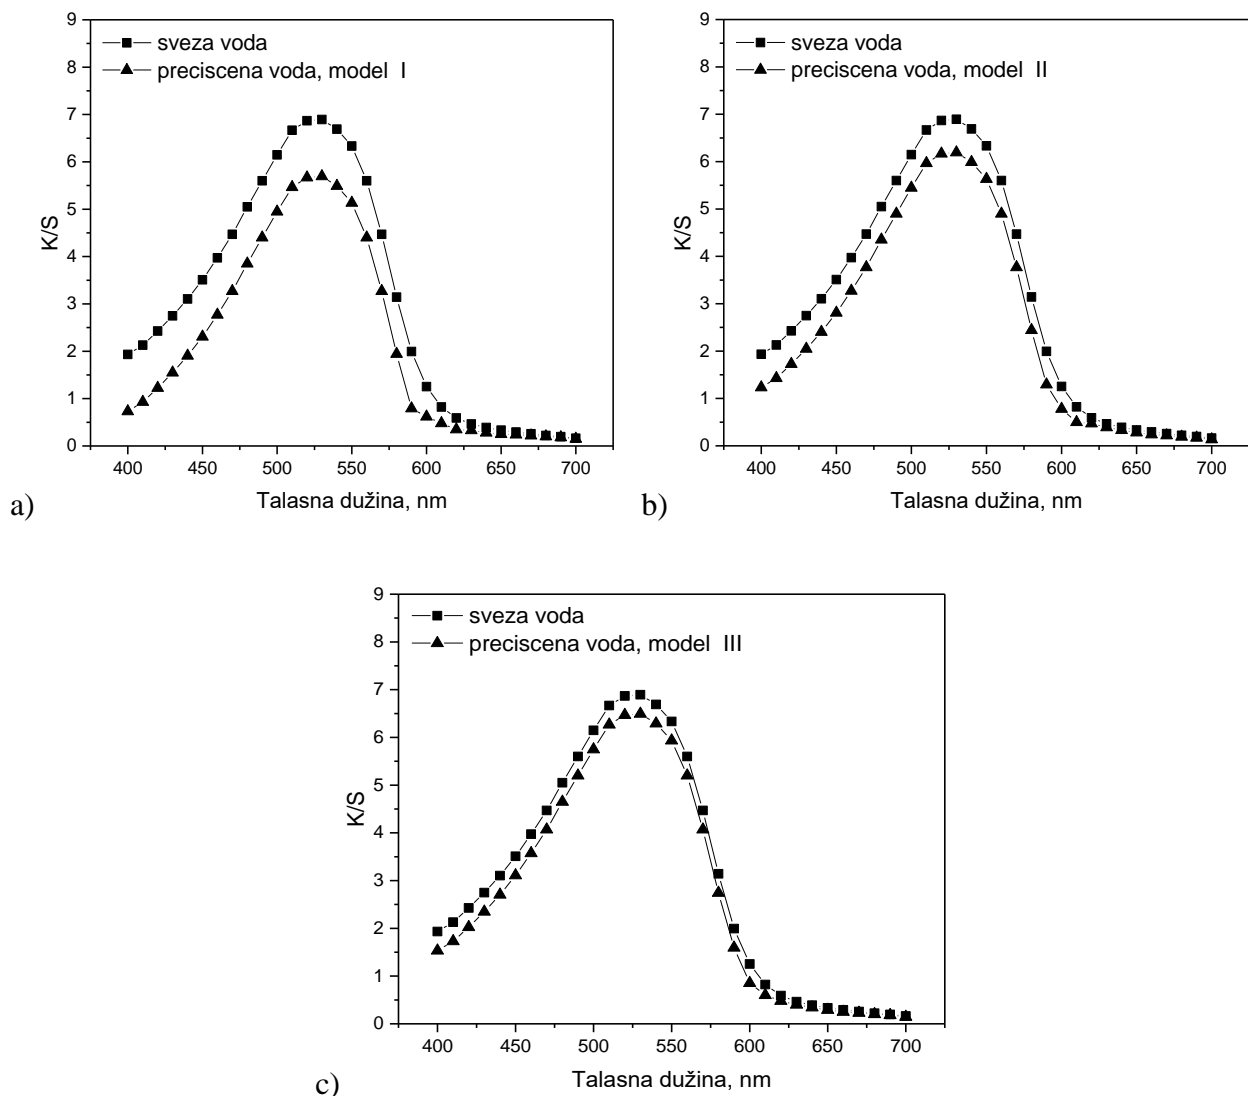 9
8
7
6
5
4
3
2
1
0
K/S
sveza voda
preciscena voda, model I
400 450 500 550 600 650 700
Talasna dužina, nm
a)
9
8
7
6
5
4
3
2
1
0
K/S
sveza voda
preciscena voda, model II
400 450 500 550 600 650 700
Talasna dužina, nm
b)
9
8
7
6
5
4
3
2
1
0
K/S
sveza voda
preciscena voda, model III
400 450 500 550 600 650 700
Talasna dužina, nm
c)